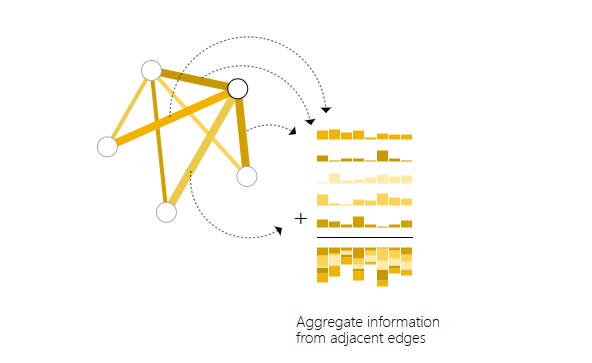 +
Aggregate information
from adjacent edges